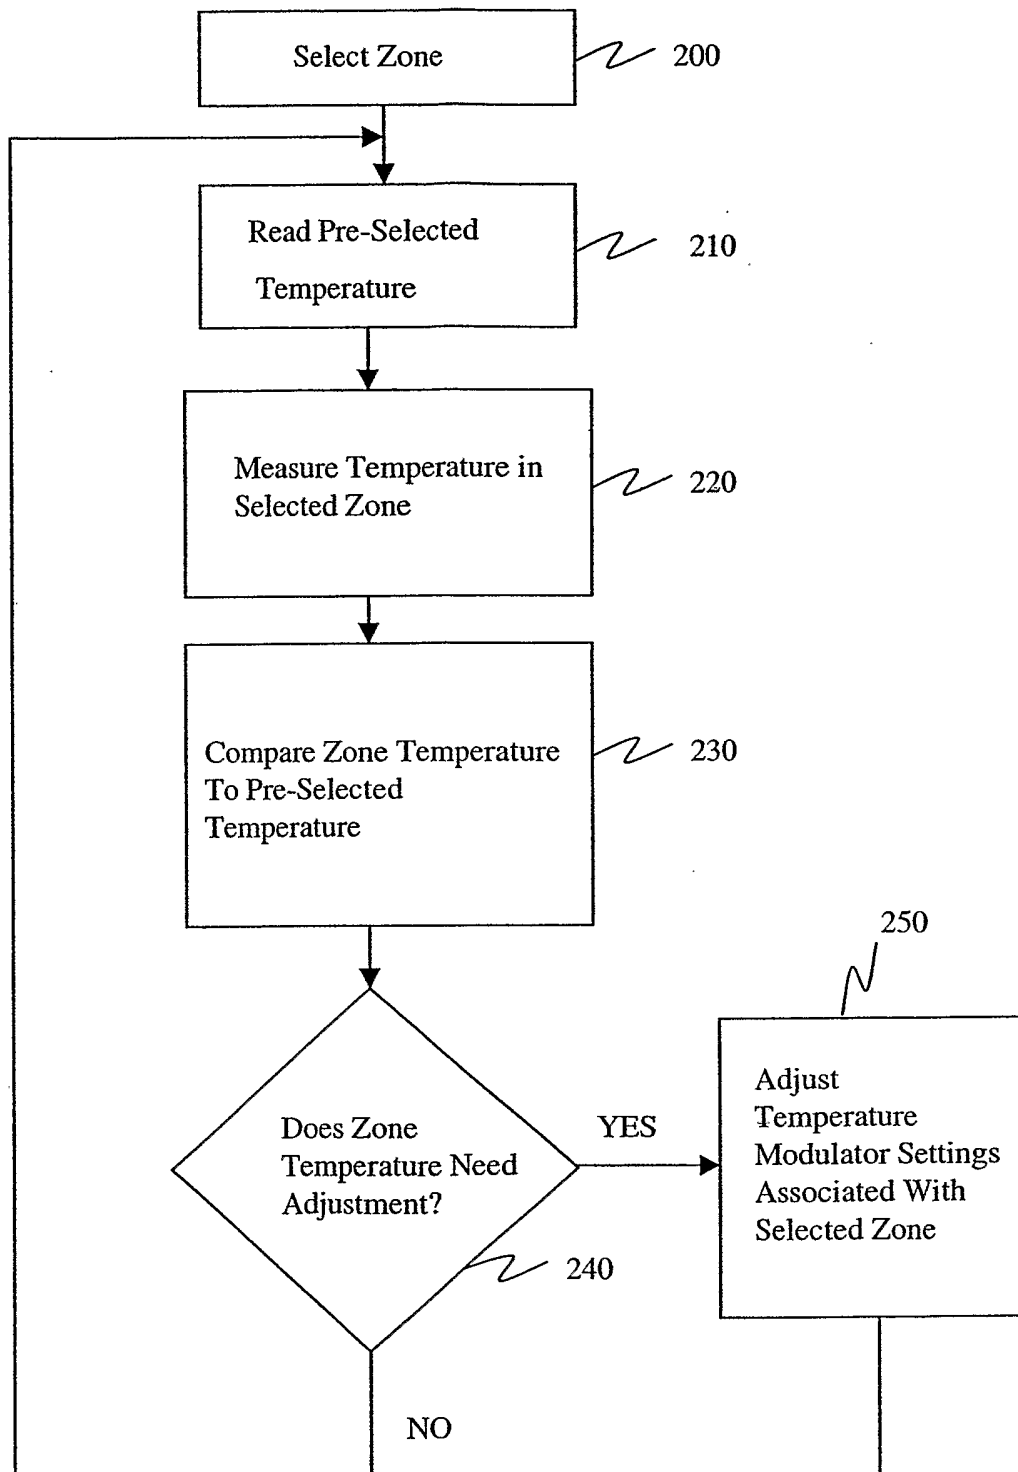 Select Zone
200
Read Pre-Selected
210
Temperature
Measure Temperature in
220
Selected Zone
Compare Zone Temperature
230
To Pre-Selected
Temperature
250
Adjust
Temperature
Modulator Settings
Associated With
Selected Zone
Does Zone
Temperature Need
Adjustment?
YES
240
NO